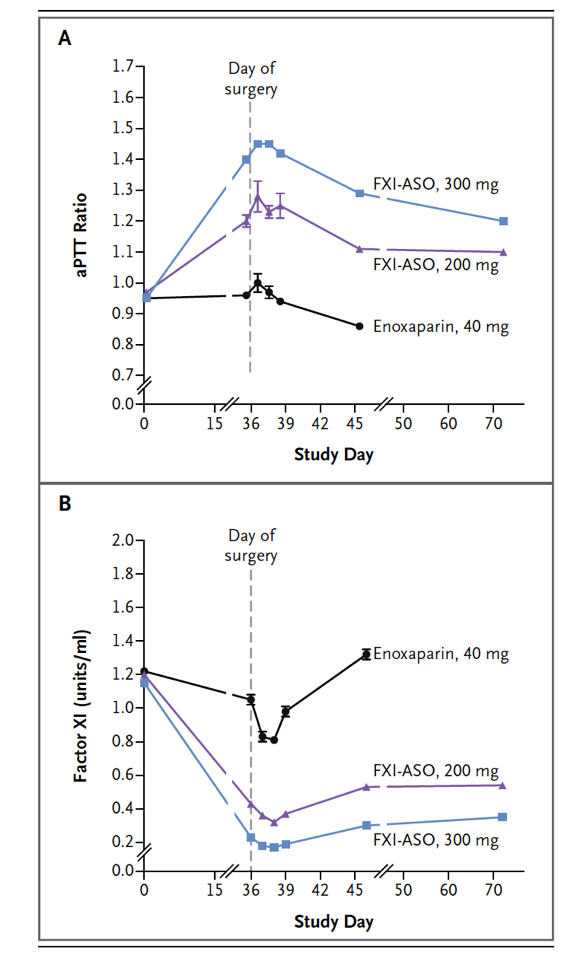 A
Day of
surgery
1.7
1.6
1.5
1.4
1.3
1.2
1.1
1.0
0.9
0.8
0.7
0.0
aPTT Ratio
FXI-ASO, 300 mg
FXI-ASO, 200 mg
Enoxaparin, 40 mg
0 15 36 39 42 45 50 60 70
Study Day
B
Day of
surgery
2.0
1.8
1.6
1.4
1.2
1.0
0.8
0.6
0.4
0.2
0.0
Factor XI (units/ml)
Enoxaparin, 40 mg
FXI-ASO, 200 mg
FXI-ASO, 300 mg
0 15 36 39 42 45 50 60 70
Study Day